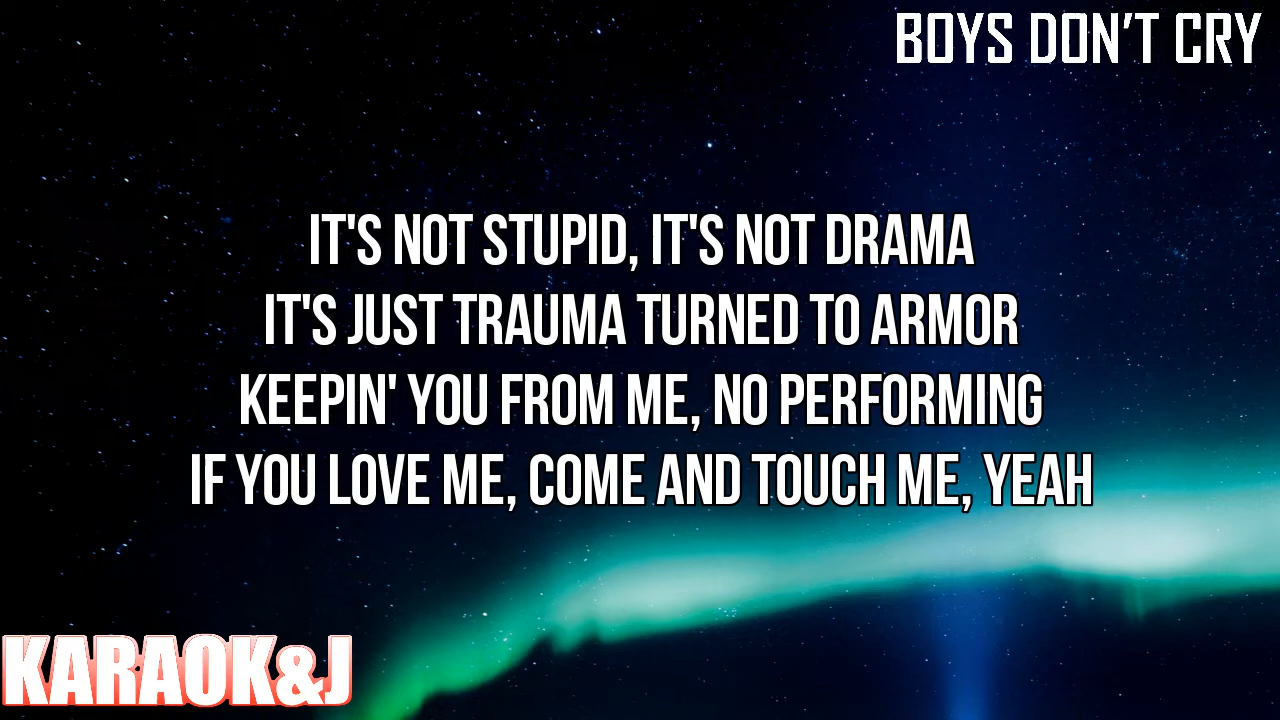 BOYS DON'T CRY
IT'S NOT STUPID, IT'S NOT DRAMA
IT'S JUST TRAUMA TURNED TO ARMOR
KEEPIN' YOU FROM ME, NO PERFORMING
IF YOU LOVE ME, COME AND TOUCH ME, YEAH
KARAOK&J